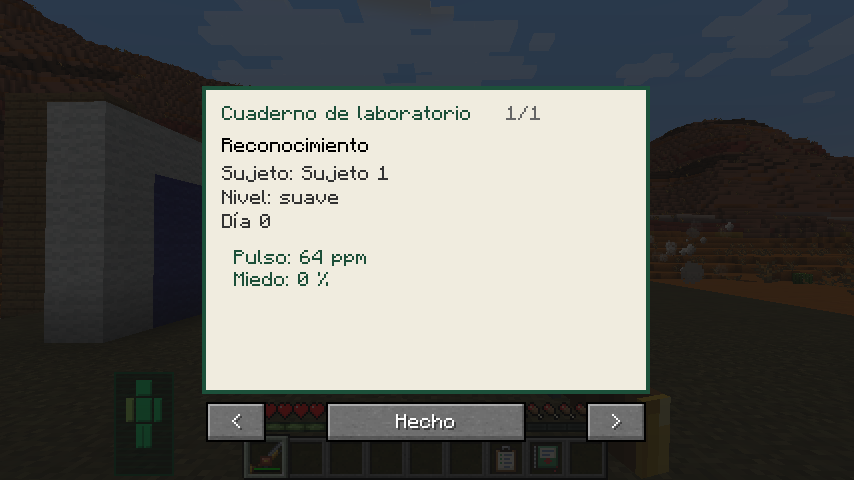 Cuaderno de laboratorio 1/1
Reconocimiento
Sujeto: Sujeto 1
Nivel: suave
Día 0
Pulso: 64 ppm
Miedo: 0 %
< Hecho >